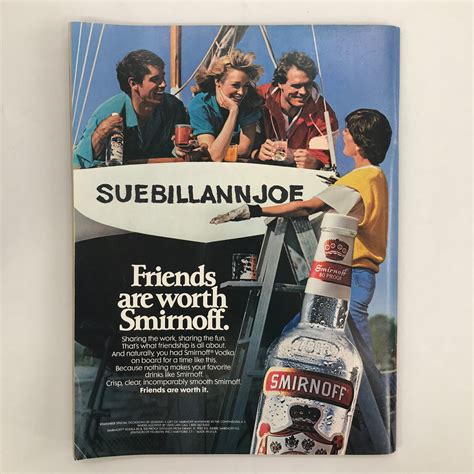 SUEBILLANNJOE
Friends
are worth
Smirnoff.
Sharing the work, sharing the fun.
That's what friendship is all about.
And naturally, you had Smirnoff® Vodka
on board for a time like this.
Because nothing makes your favorite
drinks like Smirnoff.
Crisp, clear, incomparably smooth Smirnoff.
Friends are worth it.
Smirnoff
80 PROOF
SMIRNOFF